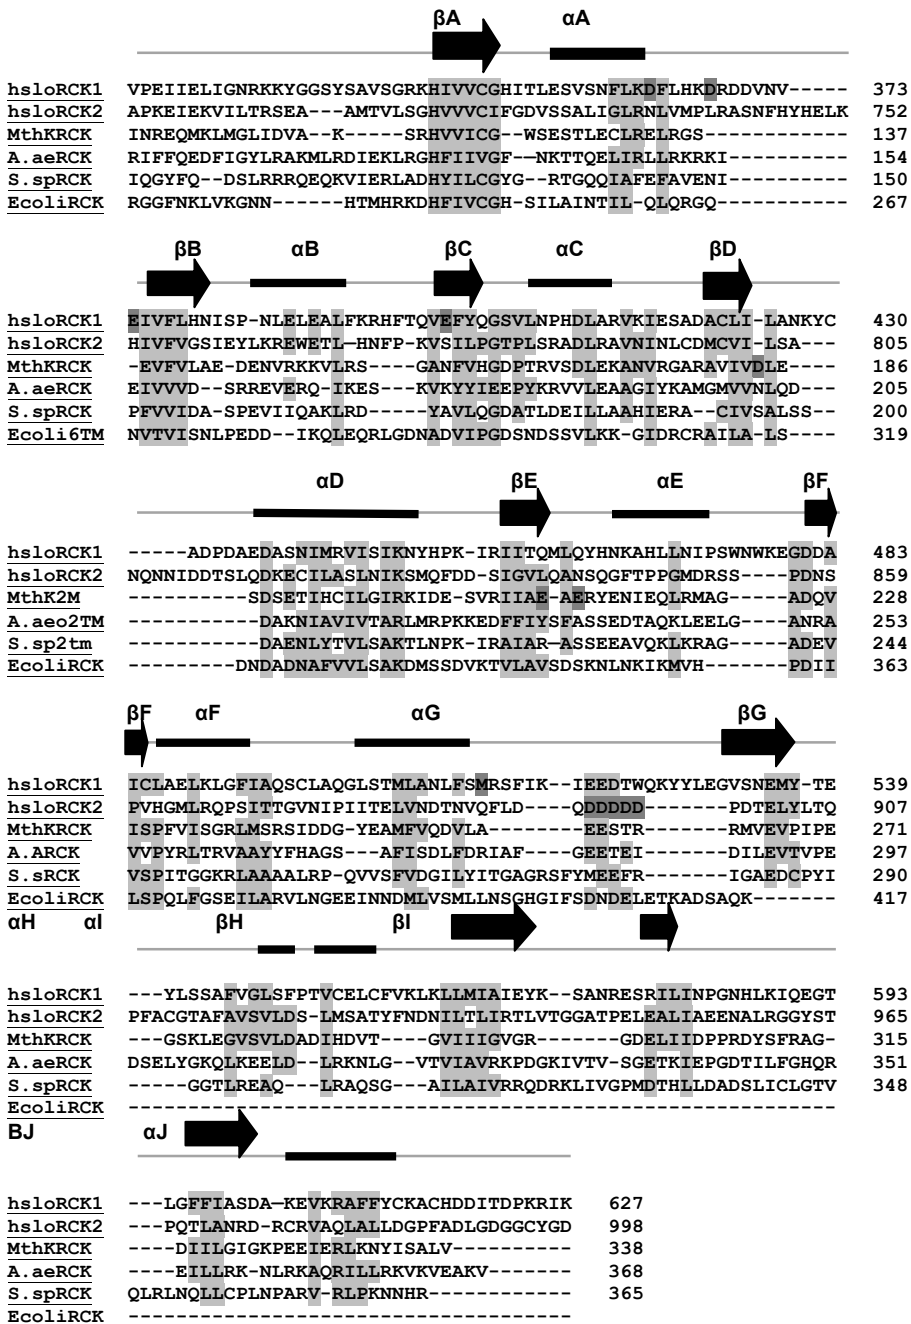 βA αA
hsloRCK1 VPEIIELIGNRKKYGGSYSAVSGRKHIVVCGHITLESVSNFLKDFLHKDRDDVNV----- 373
hsloRCK2 APKEIEKVILTRSEA---AMTVLSGHVVVCIFGDVSSALIGLRNLVMPLRASNFHYHELK 752
MthKRCK INREQMKLMGLIDVA---K-----SRHVVICG--WSESTLECLRELRGS------------ 137
A.aeRCK RIFFQEDFIGYLRAKMLRDIEKLRGHFIIVGF--NKTTQELIRLLRKRKI---------- 154
S.spRCK IQGYFQ--DSLRRRQEQKVIERLADHYILCGYG--RTGQQIAFEFAVENI---------- 150
EcoliRCK RGGFNKLVKGNN------HTMHRKDHFIVCGH-SILAINTIL-QLQRGQ----------- 267
βB αB βC αC βD
hsloRCK1 EIVFLHNISP-NLELEALFKRHFTQVEFYQGSVLNPHDLARVKIESADACLI-LANKYC 430
hsloRCK2 HIVFVGSIEYLKREWETL-HNFP-KVSILPGTPLSRADLRAVNINLCDMCVI-LSA---- 805
MthKRCK -EVFVLAE-DENVRKKVLRS----GANFVHGDPTRVSDLEKANVRGARAVIVDLE---- 186
A.aeRCK EIVVVD--SRREVERQ-IKES---KVKYYIEEPYKRVVLEAAGIYKAMGMVVNLQD--- 205
S.spRCK PFVVIDA-SPEVIIQAKLRD-----YAVLQGDATLDEILLAAHIERA--CIVSALSS-- 200
Ecoli6TM NVTVISNLPEDD--IKQLEQRLGDNADVIPGDSNDSSVLKK-GIDRCRAILA-LS---- 319
αD βE αE βF
hsloRCK1 -----ADPDAEDASNIMRVISIKNYHPK-IRIITQMLQYHNKAHLLNIPSWNWKEGDDA 483
hsloRCK2 NQNNIDDTSLQDKECILASLNIKSMQFDD-SIGVLQANSQGFTPPGMDRSS-----PDNS 859
MthK2M ----------SDSETIHCILGIRKIDE-SVRIIAE-AERYENIEQLRMAG-----ADQV 228
A.aeo2TM -----------DAKNIAVIVTARLMRPKKEDFFIYSFASSEDTAQKLEELG----ANRA 253
S.sp2tm -----------DAENLYTVLSAKTLNPK-IRAIAR-ASSEEAVQKLKRAG-----ADEV 244
EcoliRCK ---------DNDADNAFVVLSAKDMSSDVKTVLAVSDSKNLNKIKMVH-----PDII 363
βF αF αG βG
hsloRCK1 ICLAELKLGFIAQSCLAQGLSTMLANLFSMRSFIK--IEEDTWQKYYLEGVSNEMY-TE 539
hsloRCK2 PVHGMLRQPSITTGVNIPIITELVNDTNVQFLD----QDDDDD-------PDTELYLTQ 907
MthKRCK ISPFVISGRLMSRSIDDG-YEAMFVQDVLA--------EESTR-------RMVEVPIPE 271
A.ARCK VVPYRLTRVAAYYFHAGS---AFISDLFDRIAF----GEETEI-------DILEVTVPE 297
S.sRCK VSPITGGKRLAAAALRP-QVVSFVDGILYITGAGRSFYMEEFR-------IGAEDCPYI 290
EcoliRCK LSPQLFGSEILARVLNGEEINNDMLVSMLLNSGHGIFSDNDELETKADSAQK------- 417
αH αI βH βI
hsloRCK1 ---YLSSAFVGLSFPTVCELCFVKLKLLMIAIEYK--SANRESRILINPGNHLKIQEGT 593
hsloRCK2 PFACGTAFAVSVLDS-LMSATYFNDNILTLIRTLVTGGATPELEALIAEENALRGGYST 965
MthKRCK ----GSKLEGVSVLDADIHDVT----GVIIIGVGR------GDELIIDPPRDYSFRAG- 315
A.aeRCK DSELYGKQLKEELD--LRKNLG--VTVIAVRKPDGKIVTV-SGETKIEPGDTILFGHQR 351
S.spRCK -----GGTLREAQ---LRAQSG---AILAIVRRQDRKLIVGPMDTHLLDADSLICLGTV 348
EcoliRCK -----------------------------------------------------------
BJ αJ
hsloRCK1 ---LGFFIASDA-KEVKRAFFYCKACHDDITDPKRIK 627
hsloRCK2 ---PQTLANRD-RCRVAQLALLDGPFADLGDGGCYGD 998
MthKRCK ----DIILGIGKPEEIERLKNYISALV---------- 338
A.aeRCK ----EILLRK-NLRKAQRILLRKVKVEAKV------- 368
S.spRCK QLRLNQLLCPLNPARV-RLPKNNHR------------ 365
EcoliRCK -------------------------------------